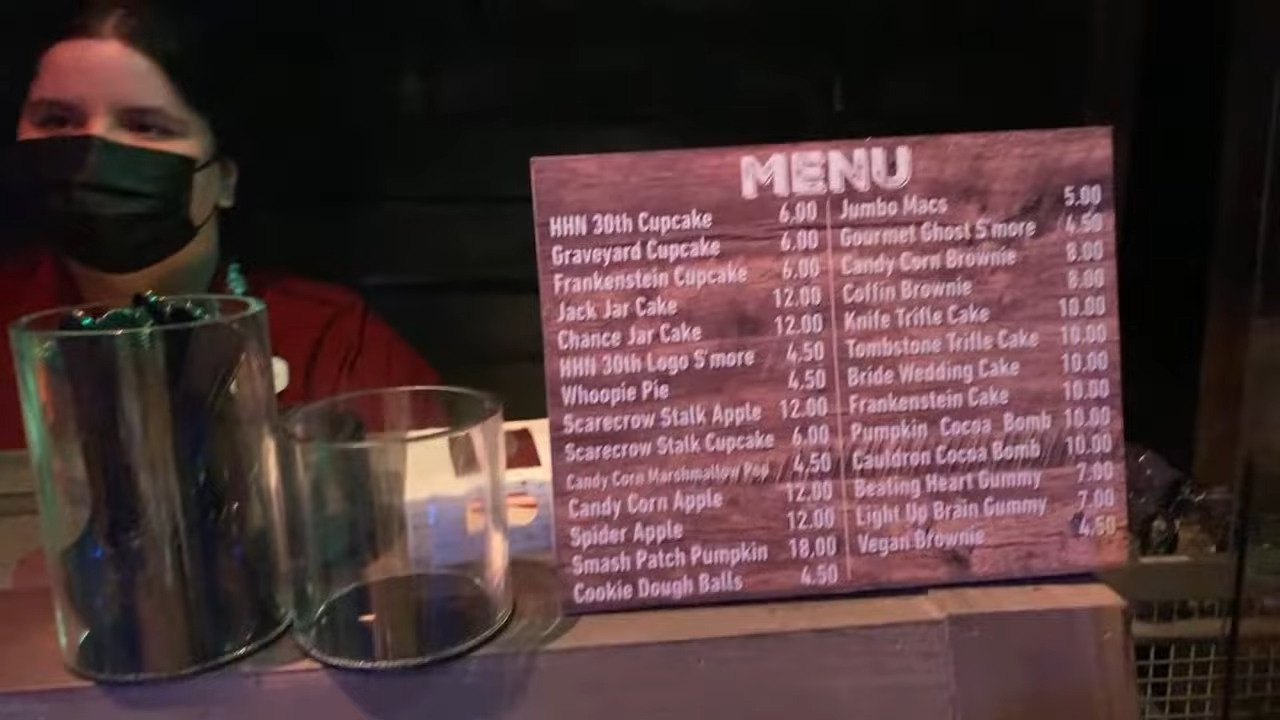 MENU
HHN 30th Cupcake 6.00
Graveyard Cupcake 6.00
Frankenstein Cupcake 6.00
Jack Jar Cake 12.00
Chance Jar Cake 12.00
HHN 30th Logo S'more 4.50
Whoopie Pie 4.50
Scarecrow Stalk Apple 12.00
Scarecrow Stalk Cupcake 6.00
Candy Corn Marshmallow Pop 4.50
Candy Corn Apple 12.00
Spider Apple 12.00
Smash Patch Pumpkin 18.00
Cookie Dough Balls 4.50
Jumbo Macs 5.00
Gourmet Ghost S'more 4.50
Candy Corn Brownie 8.00
Coffin Brownie 8.00
Knife Trifle Cake 10.00
Tombstone Trifle Cake 10.00
Bride Wedding Cake 10.00
Frankenstein Cake 10.00
Pumpkin Cocoa Bomb 10.00
Cauldron Cocoa Bomb 10.00
Beating Heart Gummy 7.00
Light Up Brain Gummy 7.00
Vegan Brownie 4.50